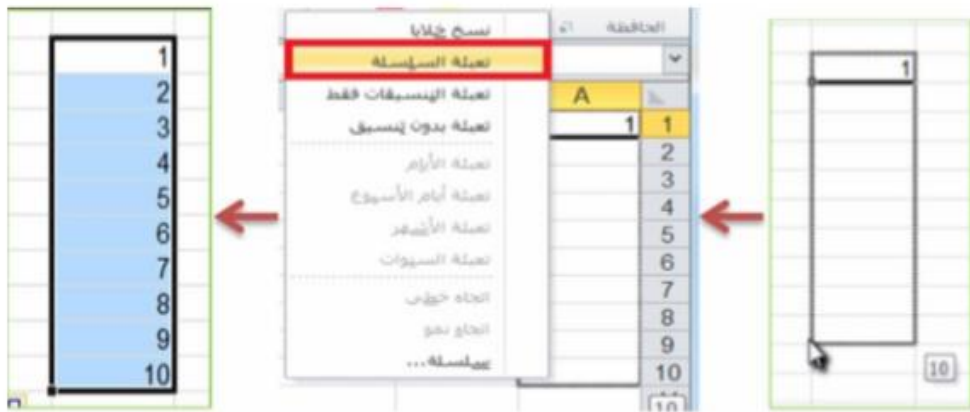 1
10
الحافظة
A
1
1
2
3
4
5
6
7
8
9
10
10
نسخ خلايا
تعبئة السلسلة
تعبئة التنسيقات فقط
تعبئة بدون تنسيق
تعبئة الأيام
تعبئة أيام الأسبوع
تعبئة الأشهر
تعبئة السنوات
اتجاه خطي
اتجاه نمو
سلسلة...
1
2
3
4
5
6
7
8
9
10